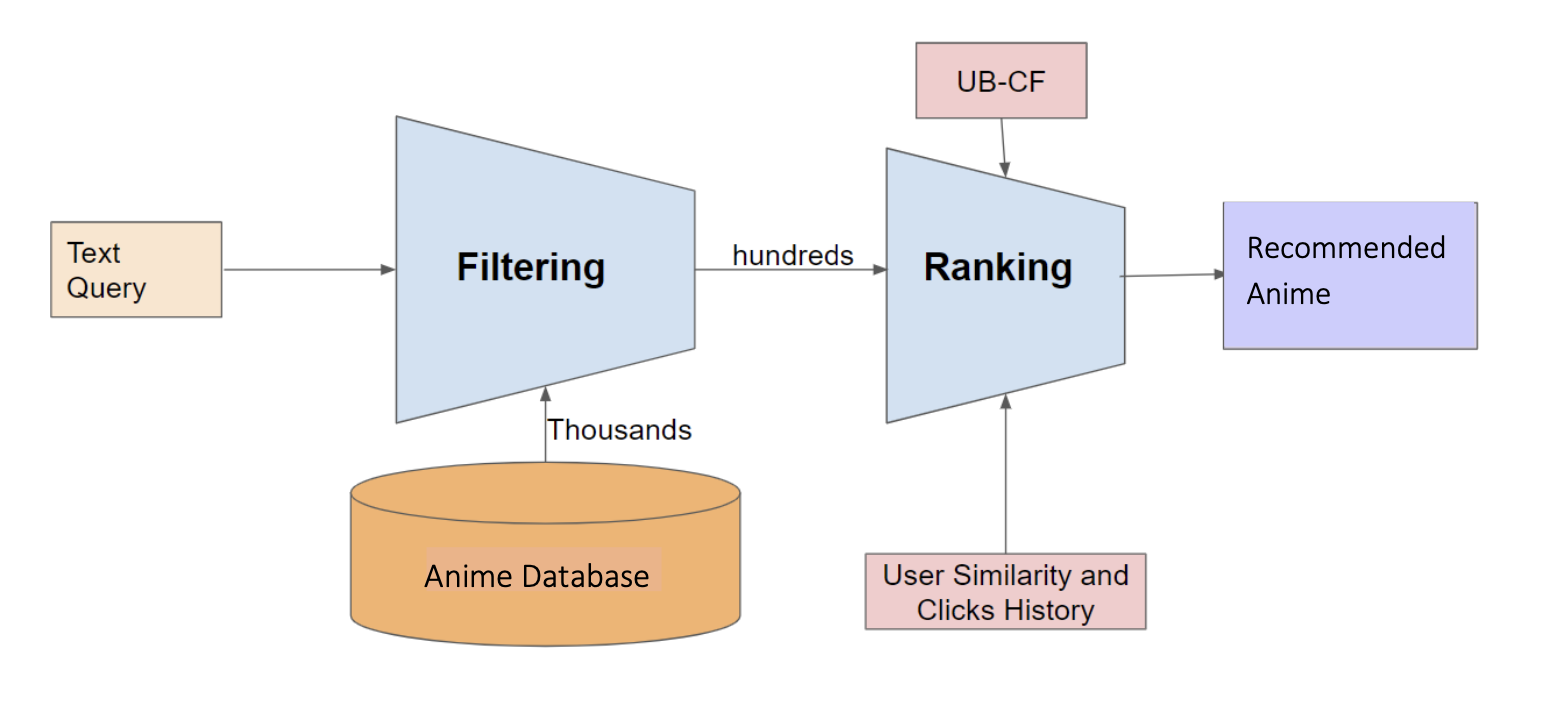 UB-CF
Text
Query
Filtering
hundreds
Ranking
Recommended
Anime
Thousands
Anime Database
User Similarity and
Clicks History